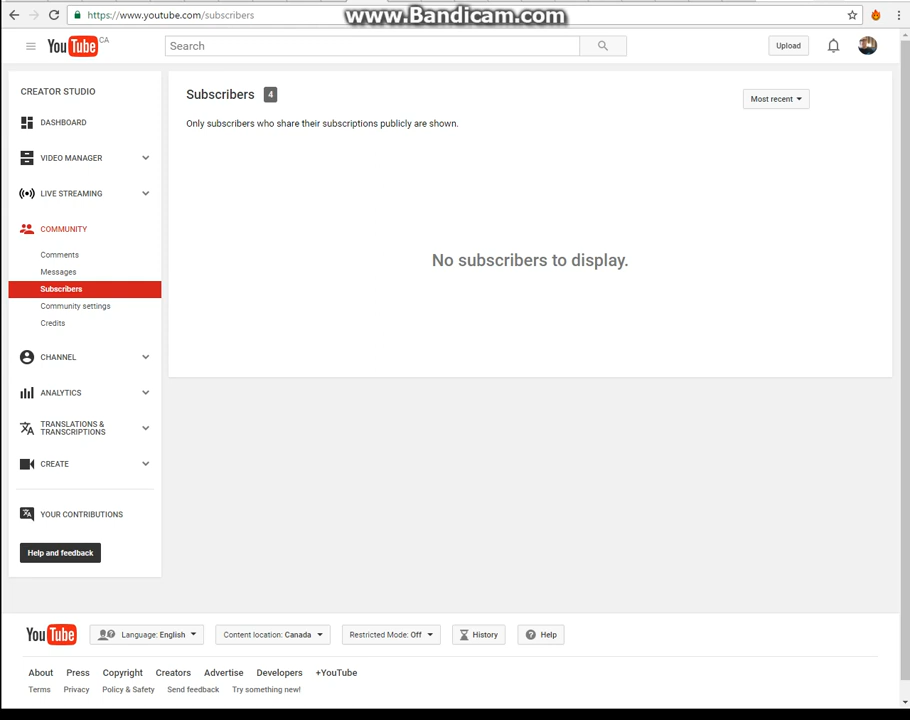 https://www.youtube.com/subscribers
www.Bandicam.com
YouTube CA
Search
Upload
CREATOR STUDIO
DASHBOARD
VIDEO MANAGER
LIVE STREAMING
COMMUNITY
Comments
Messages
Subscribers
Community settings
Credits
CHANNEL
ANALYTICS
TRANSLATIONS &
TRANSCRIPTIONS
CREATE
YOUR CONTRIBUTIONS
Help and feedback
Subscribers 4
Most recent
Only subscribers who share their subscriptions publicly are shown.
No subscribers to display.
YouTube
Language: English
Content location: Canada
Restricted Mode: Off
History
Help
About Press Copyright Creators Advertise Developers +YouTube
Terms Privacy Policy & Safety Send feedback Try something new!